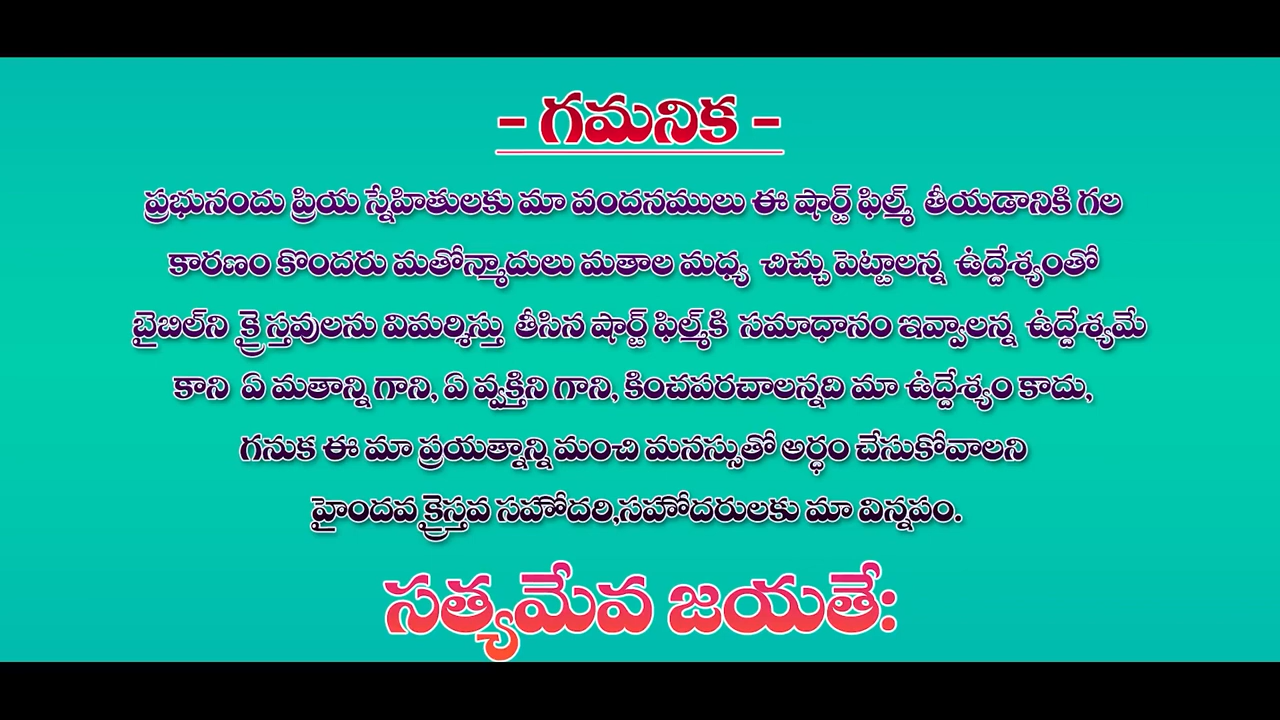 - గమనిక -
ప్రభునందు ప్రియ స్నేహితులకు మా వందనములు ఈ షార్ట్ ఫిల్మ్ తీయడానికి గల
కారణం కొందరు మతోన్మాదులు మతాల మధ్య చిచ్చు పెట్టాలన్న ఉద్దేశ్యంతో
బైబిల్‌ని క్రైస్తవులను విమర్శిస్తు తీసిన షార్ట్ ఫిల్మ్‌కి సమాధానం ఇవ్వాలన్న ఉద్దేశ్యమే
కాని ఏ మతాన్ని గాని, ఏ వ్యక్తిని గాని, కించపరచాలన్నది మా ఉద్దేశ్యం కాదు,
గనుక ఈ మా ప్రయత్నాన్ని మంచి మనస్సుతో అర్ధం చేసుకోవాలని
హైందవ క్రైస్తవ సహోదరి,సహోదరులకు మా విన్నపం.
సత్యమేవ జయతే: